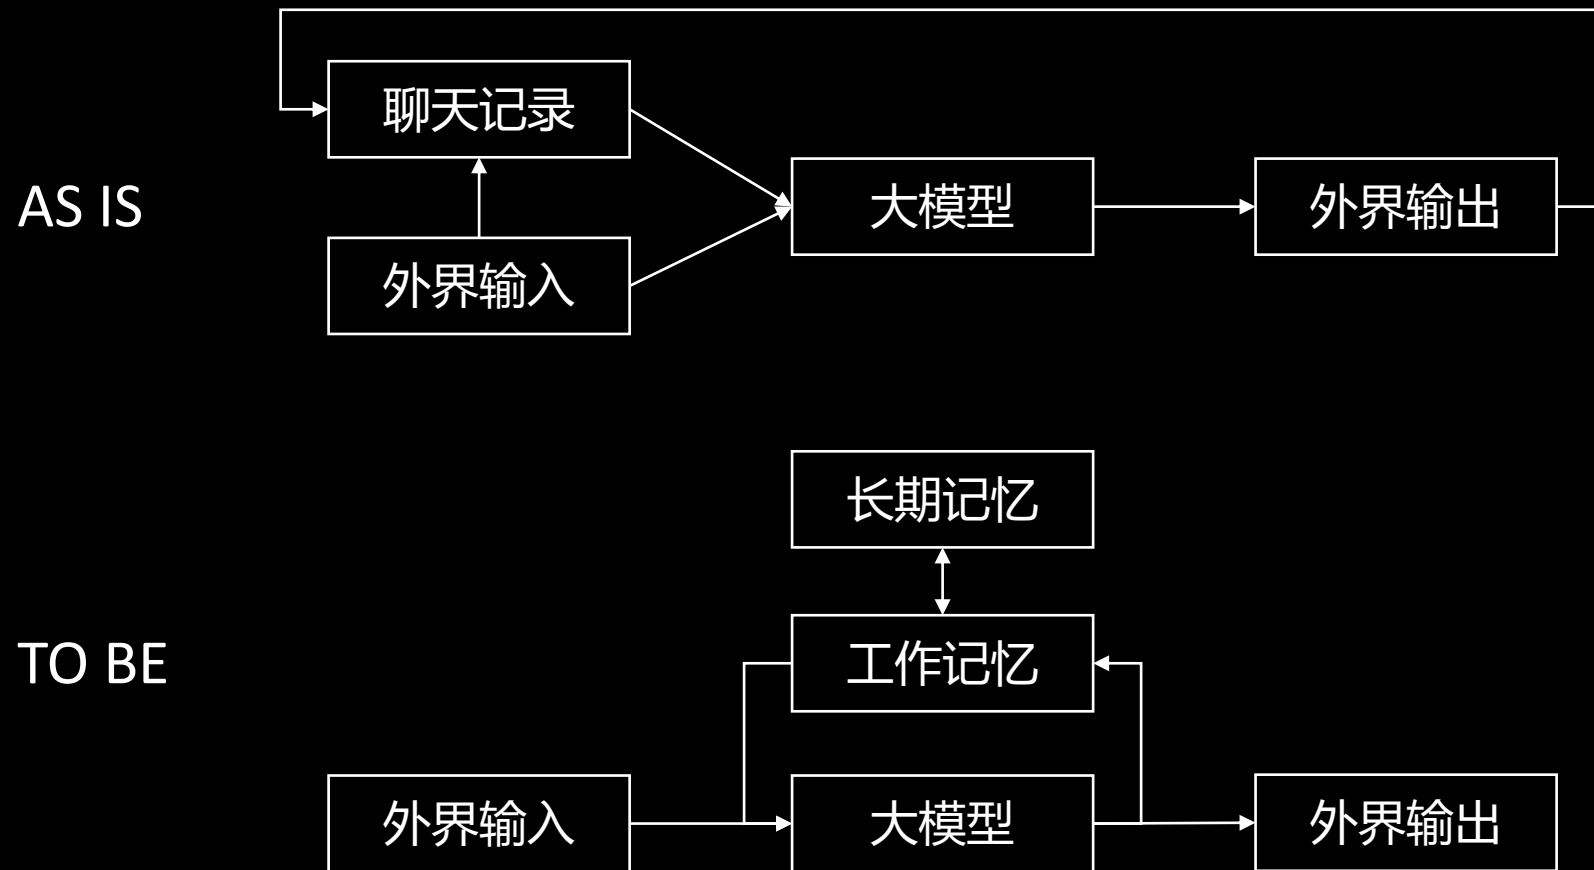 聊天记录
AS IS
大模型
外界输出
外界输入
长期记忆
TO BE
工作记忆
外界输入
大模型
外界输出